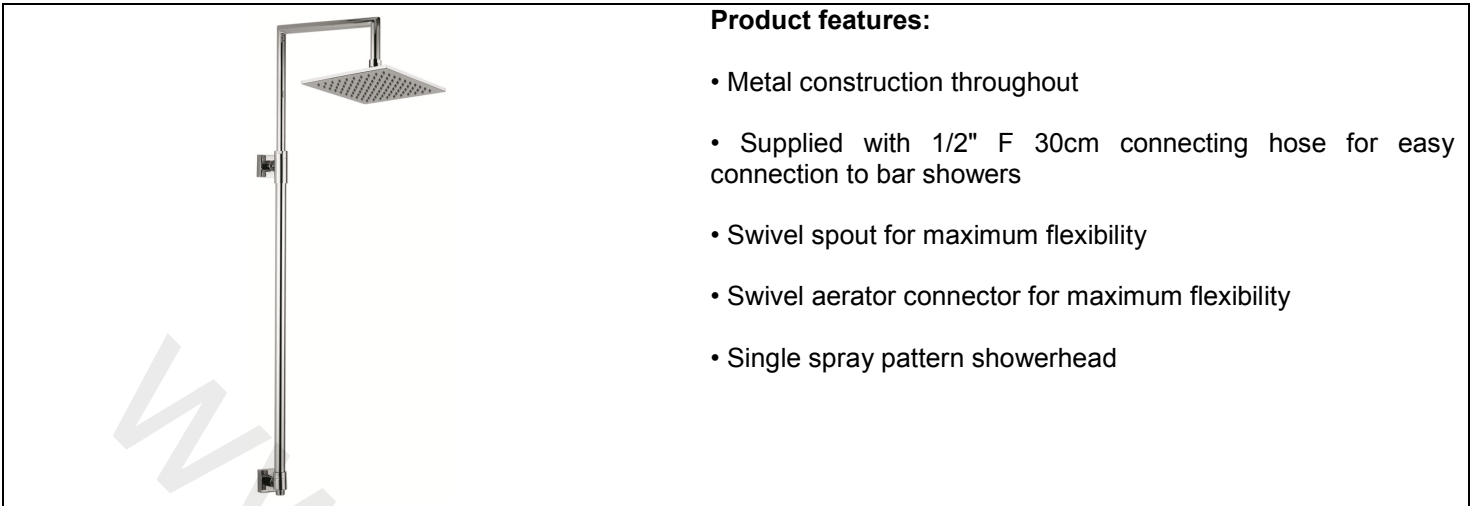 Product features:
• Metal construction throughout
• Supplied with 1/2" F 30cm connecting hose for easy
connection to bar showers
• Swivel spout for maximum flexibility
• Swivel aerator connector for maximum flexibility
• Single spray pattern showerhead